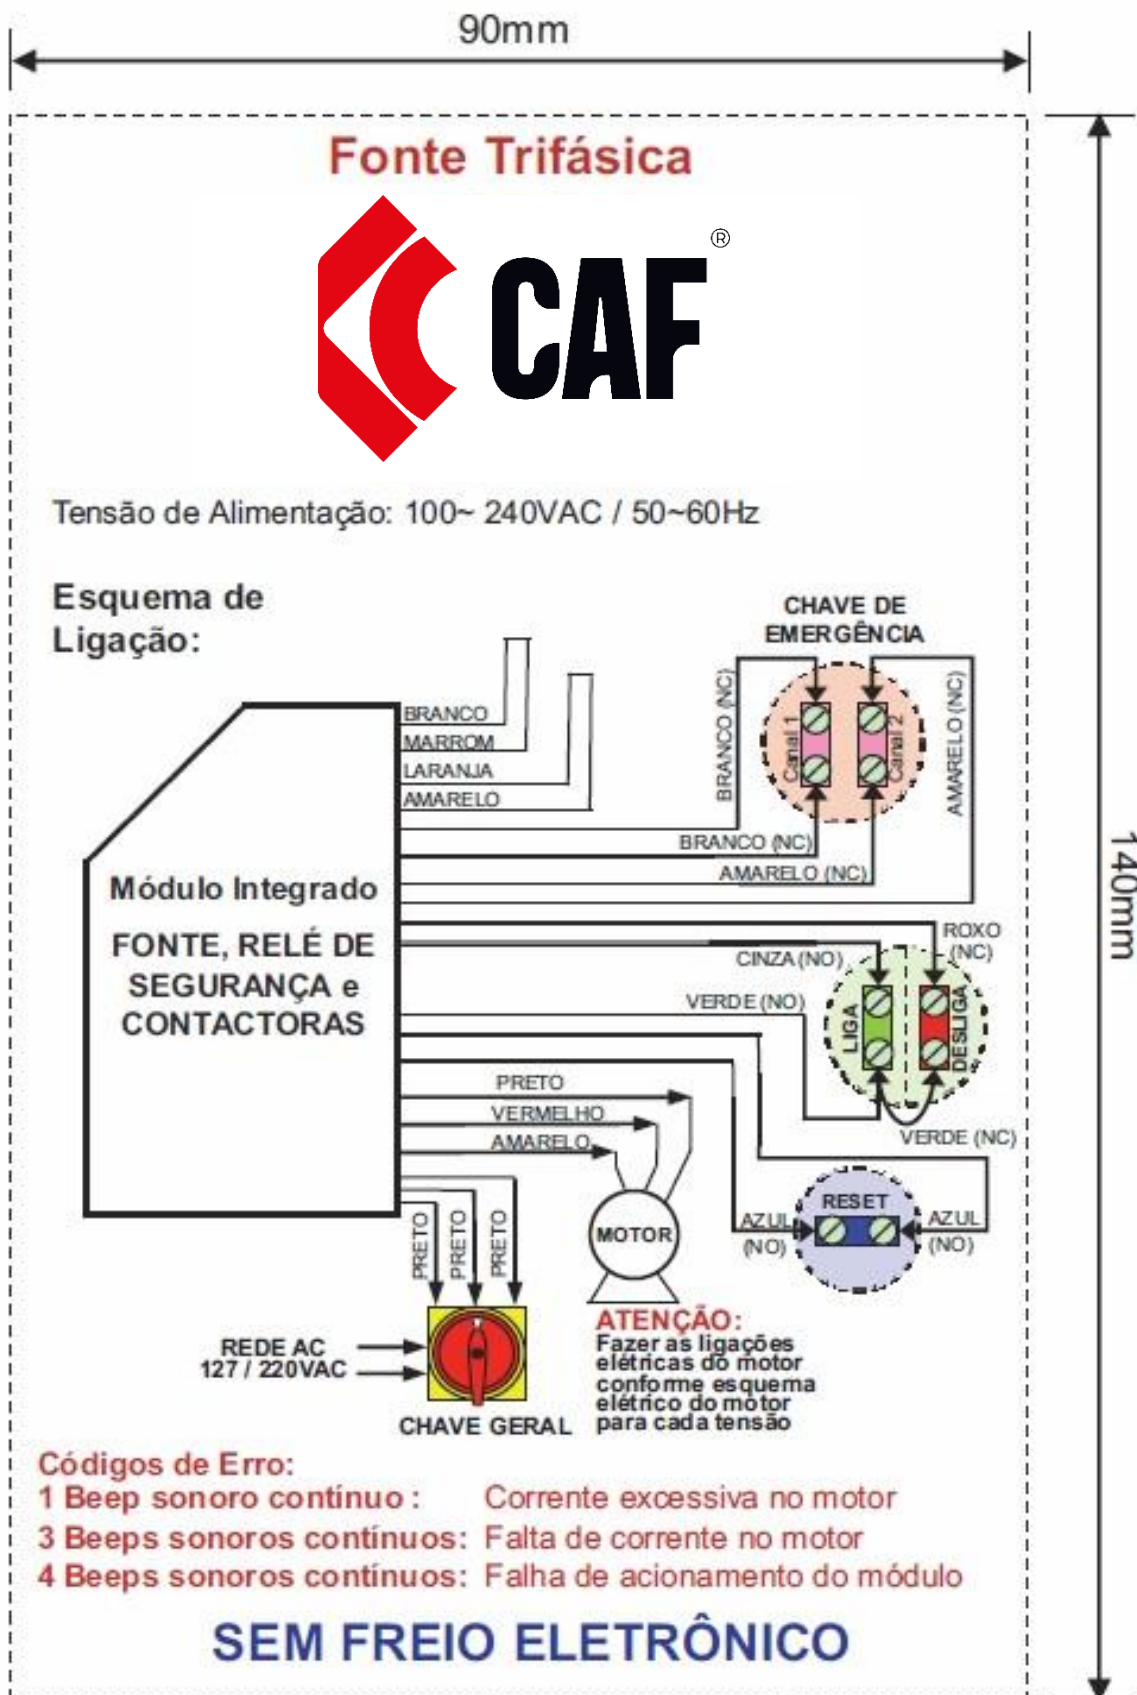 90mm
140mm
Fonte Trifásica
CAF®
Tensão de Alimentação: 100~ 240VAC / 50~60Hz
Esquema de
Ligação:
CHAVE DE
EMERGÊNCIA
BRANCO
MARROM
LARANJA
AMARELO
BRANCO (NC)
Canal 1
Canal 2
AMARELO (NC)
BRANCO (NC)
AMARELO (NC)
Módulo Integrado
FONTE, RELÉ DE
SEGURANÇA e
CONTACTORAS
ROXO
(NC)
CINZA (NO)
VERDE (NO)
LIGA
DESLIGA
VERDE (NC)
PRETO
VERMELHO
AMARELO
MOTOR
RESET
AZUL
(NO)
AZUL
(NO)
PRETO
PRETO
PRETO
REDE AC
127 / 220VAC
CHAVE GERAL
ATENÇÃO:
Fazer as ligações
elétricas do motor
conforme esquema
elétrico do motor
para cada tensão
Códigos de Erro:
1 Beep sonoro contínuo : Corrente excessiva no motor
3 Beeps sonoros contínuos: Falta de corrente no motor
4 Beeps sonoros contínuos: Falha de acionamento do módulo
SEM FREIO ELETRÔNICO